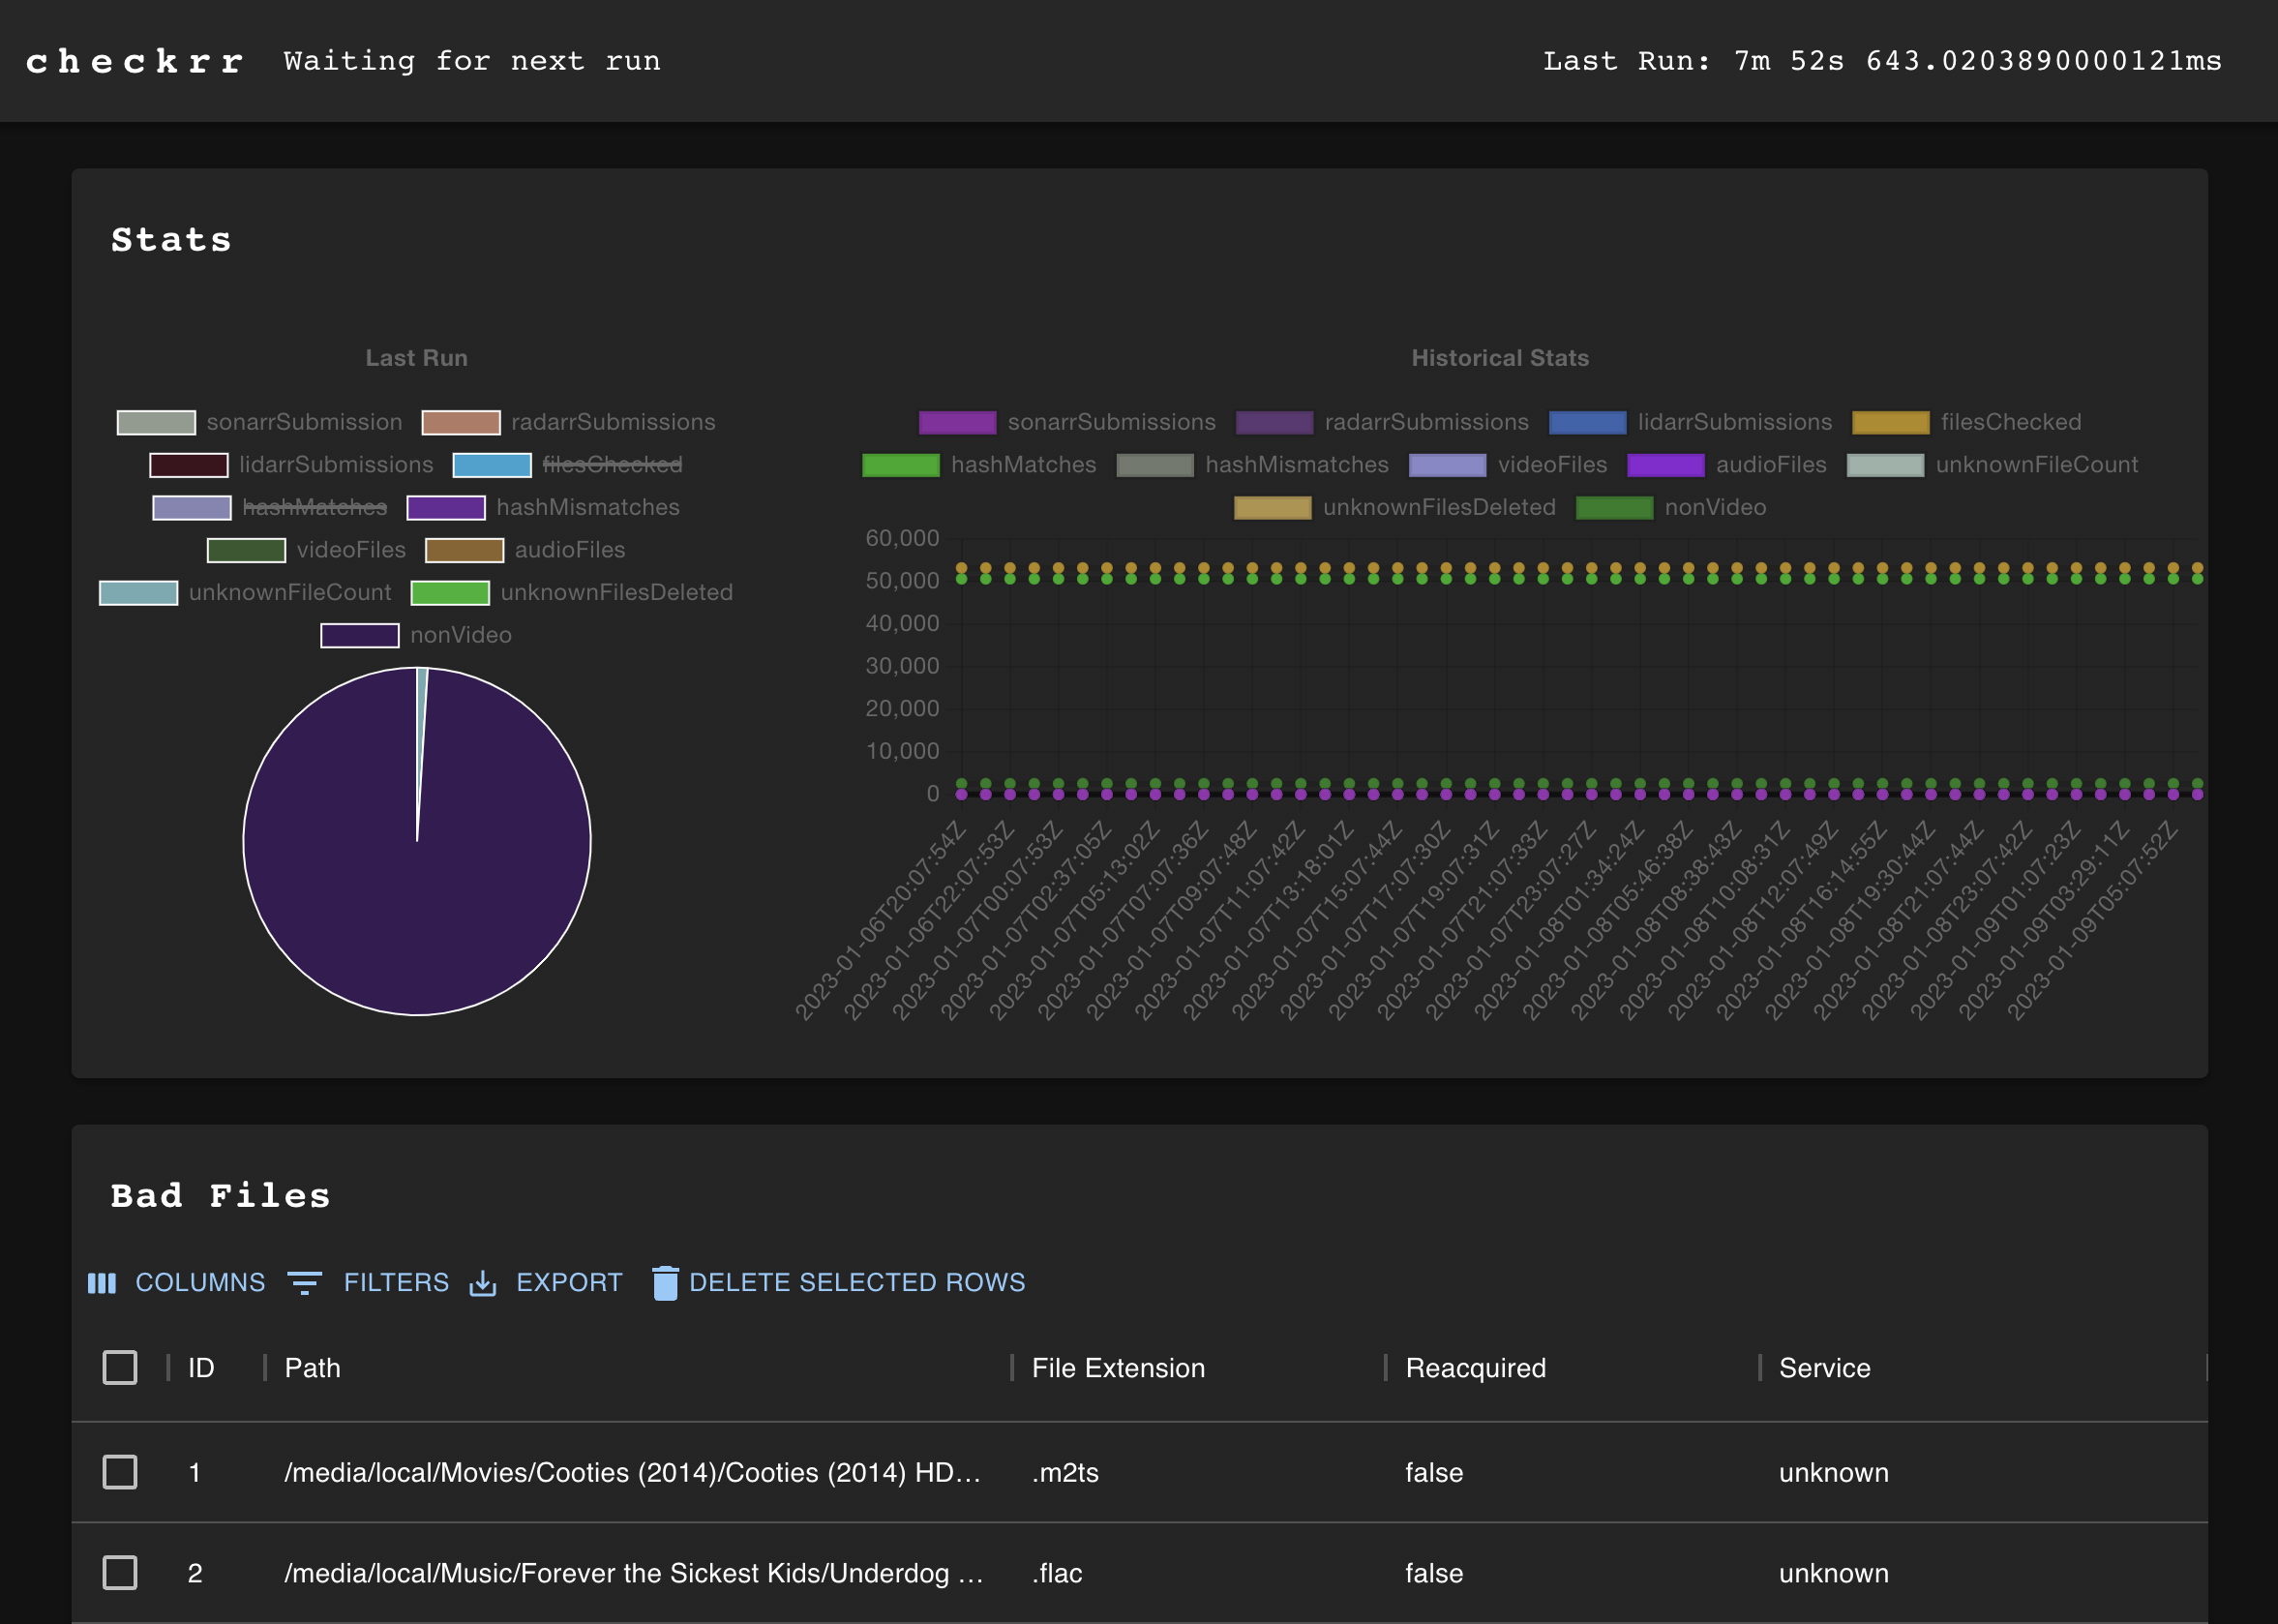 checkrr Waiting for next run Last Run: 7m 52s 643.0203890000121ms
Stats
Last Run
sonarrSubmission radarrSubmissions
lidarrSubmissions filesChecked
hashMatches hashMismatches
videoFiles audioFiles
unknownFileCount unknownFilesDeleted
nonVideo
Historical Stats
sonarrSubmissions radarrSubmissions lidarrSubmissions filesChecked
hashMatches hashMismatches videoFiles audioFiles unknownFileCount
unknownFilesDeleted nonVideo
60,000
50,000
40,000
30,000
20,000
10,000
0
2023-01-06T20:07:54Z
2023-01-06T22:07:53Z
2023-01-07T00:07:53Z
2023-01-07T02:37:05Z
2023-01-07T05:13:02Z
2023-01-07T07:07:36Z
2023-01-07T09:07:48Z
2023-01-07T11:07:42Z
2023-01-07T13:18:01Z
2023-01-07T15:07:44Z
2023-01-07T17:07:30Z
2023-01-07T19:07:31Z
2023-01-07T21:07:33Z
2023-01-07T23:07:27Z
2023-01-08T01:34:24Z
2023-01-08T05:46:38Z
2023-01-08T08:38:43Z
2023-01-08T10:08:31Z
2023-01-08T12:07:49Z
2023-01-08T16:14:55Z
2023-01-08T19:30:44Z
2023-01-08T21:07:44Z
2023-01-08T23:07:42Z
2023-01-09T01:07:23Z
2023-01-09T03:29:11Z
2023-01-09T05:07:52Z
Bad Files
COLUMNS FILTERS EXPORT DELETE SELECTED ROWS
ID Path File Extension Reacquired Service
1 /media/local/Movies/Cooties (2014)/Cooties (2014) HD… .m2ts false unknown
2 /media/local/Music/Forever the Sickest Kids/Underdog … .flac false unknown